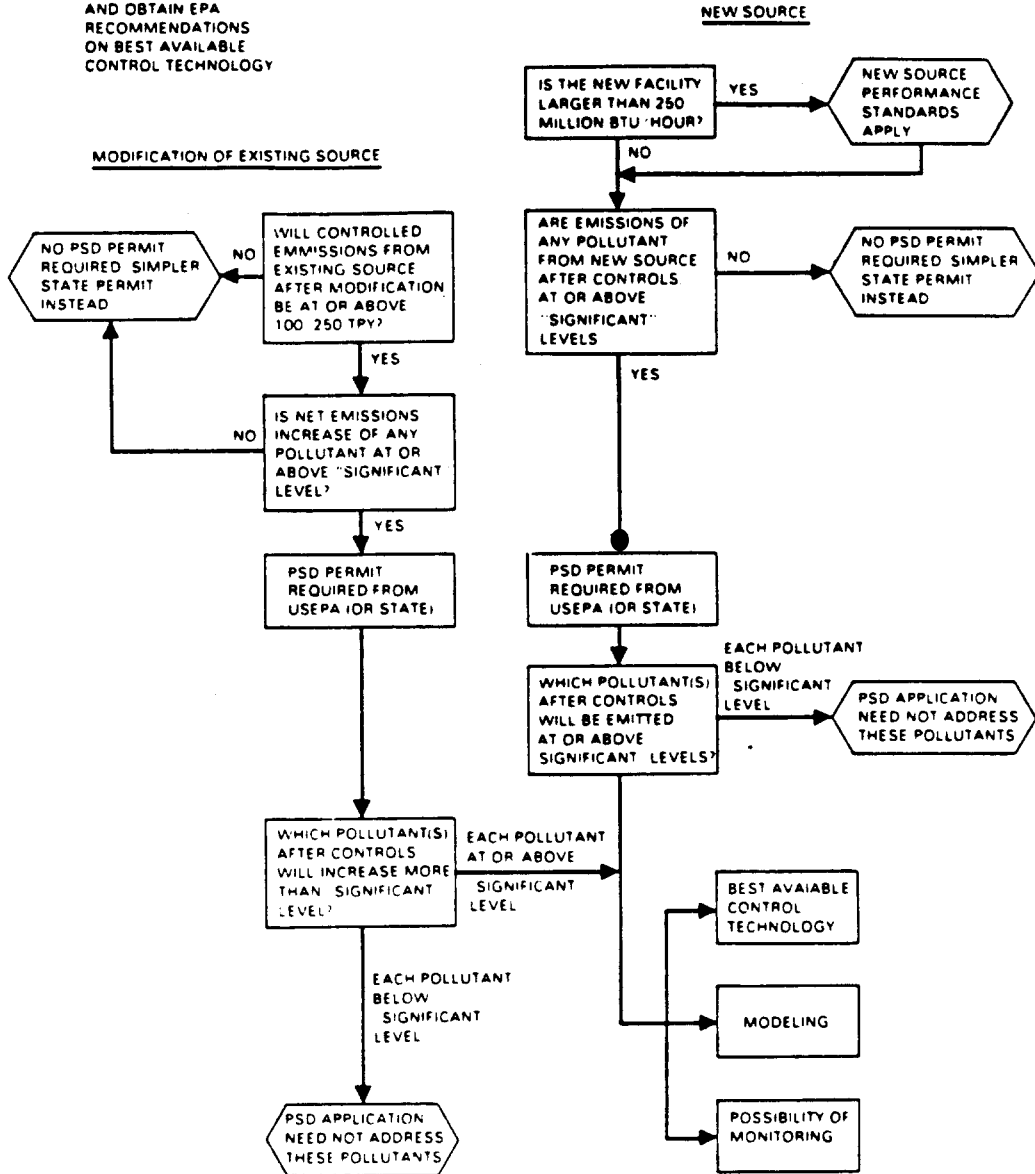 AND OBTAIN EPA
RECOMMENDATIONS
ON BEST AVAILABLE
CONTROL TECHNOLOGY
MODIFICATION OF EXISTING SOURCE
NO PSD PERMIT
REQUIRED SIMPLER
STATE PERMIT
INSTEAD
NO
WILL CONTROLLED
EMMISSIONS FROM
EXISTING SOURCE
AFTER MODIFICATION
BE AT OR ABOVE
100 250 TPY?
YES
NO
IS NET EMISSIONS
INCREASE OF ANY
POLLUTANT AT OR
ABOVE "SIGNIFICANT
LEVEL?
YES
PSD PERMIT
REQUIRED FROM
USEPA (OR STATE)
WHICH POLLUTANT(S)
AFTER CONTROLS
WILL INCREASE MORE
THAN SIGNIFICANT
LEVEL?
EACH POLLUTANT
AT OR ABOVE
SIGNIFICANT
LEVEL
EACH POLLUTANT
BELOW
SIGNIFICANT
LEVEL
PSD APPLICATION
NEED NOT ADDRESS
THESE POLLUTANTS
NEW SOURCE
IS THE NEW FACILITY
LARGER THAN 250
MILLION BTU/HOUR?
YES
NEW SOURCE
PERFORMANCE
STANDARDS
APPLY
NO
ARE EMISSIONS OF
ANY POLLUTANT
FROM NEW SOURCE
AFTER CONTROLS
AT OR ABOVE
"SIGNIFICANT"
LEVELS
NO
NO PSD PERMIT
REQUIRED SIMPLER
STATE PERMIT
INSTEAD
YES
PSD PERMIT
REQUIRED FROM
USEPA (OR STATE)
WHICH POLLUTANT(S)
AFTER CONTROLS
WILL BE EMITTED
AT OR ABOVE
SIGNIFICANT LEVELS?
EACH POLLUTANT
BELOW
SIGNIFICANT
LEVEL
PSD APPLICATION
NEED NOT ADDRESS
THESE POLLUTANTS
BEST AVAIABLE
CONTROL
TECHNOLOGY
MODELING
POSSIBILITY OF
MONITORING